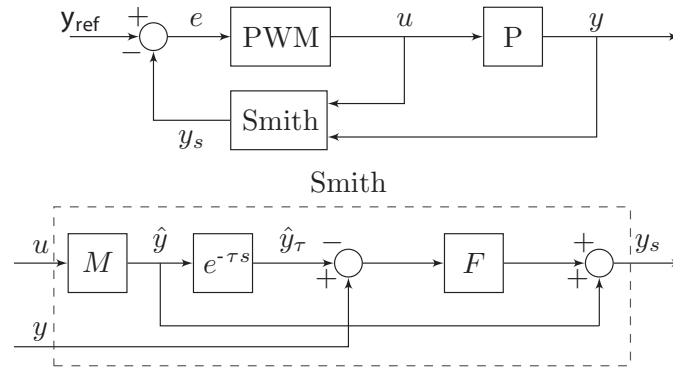 y_ref + − e PWM u P y
y_s Smith
Smith
u M ŷ e^{-τs} ŷ_τ − + F + + y_s
y